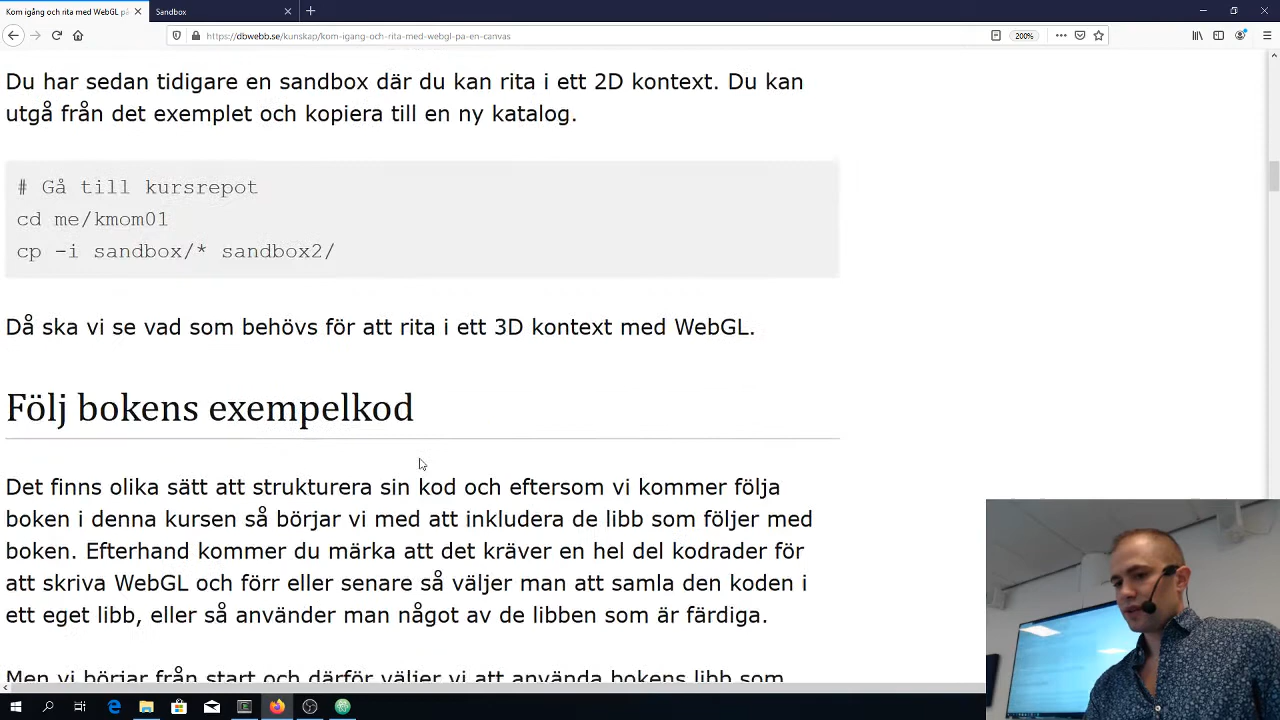 Kom igång och rita med WebGL på
Sandbox
https://dbwebb.se/kunskap/kom-igang-och-rita-med-webgl-pa-en-canvas
200%
Du har sedan tidigare en sandbox där du kan rita i ett 2D kontext. Du kan
utgå från det exemplet och kopiera till en ny katalog.
# Gå till kursrepot
cd me/kmom01
cp -i sandbox/* sandbox2/
Då ska vi se vad som behövs för att rita i ett 3D kontext med WebGL.
Följ bokens exempelkod
Det finns olika sätt att strukturera sin kod och eftersom vi kommer följa
boken i denna kursen så börjar vi med att inkludera de libb som följer med
boken. Efterhand kommer du märka att det kräver en hel del kodrader för
att skriva WebGL och förr eller senare så väljer man att samla den koden i
ett eget libb, eller så använder man något av de libben som är färdiga.
Men vi börjar från start och därför väljer vi att använda bokens libb som